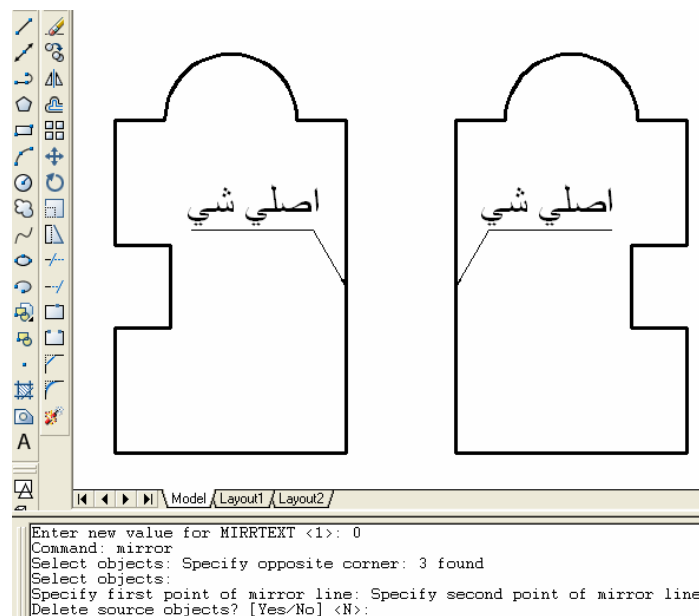 اصلي شي
اصلي شي
A
Model Layout1 Layout2
Enter new value for MIRRTEXT <1>: 0
Command: mirror
Select objects: Specify opposite corner: 3 found
Select objects:
Specify first point of mirror line: Specify second point of mirror line
Delete source objects? [Yes/No] <N>: